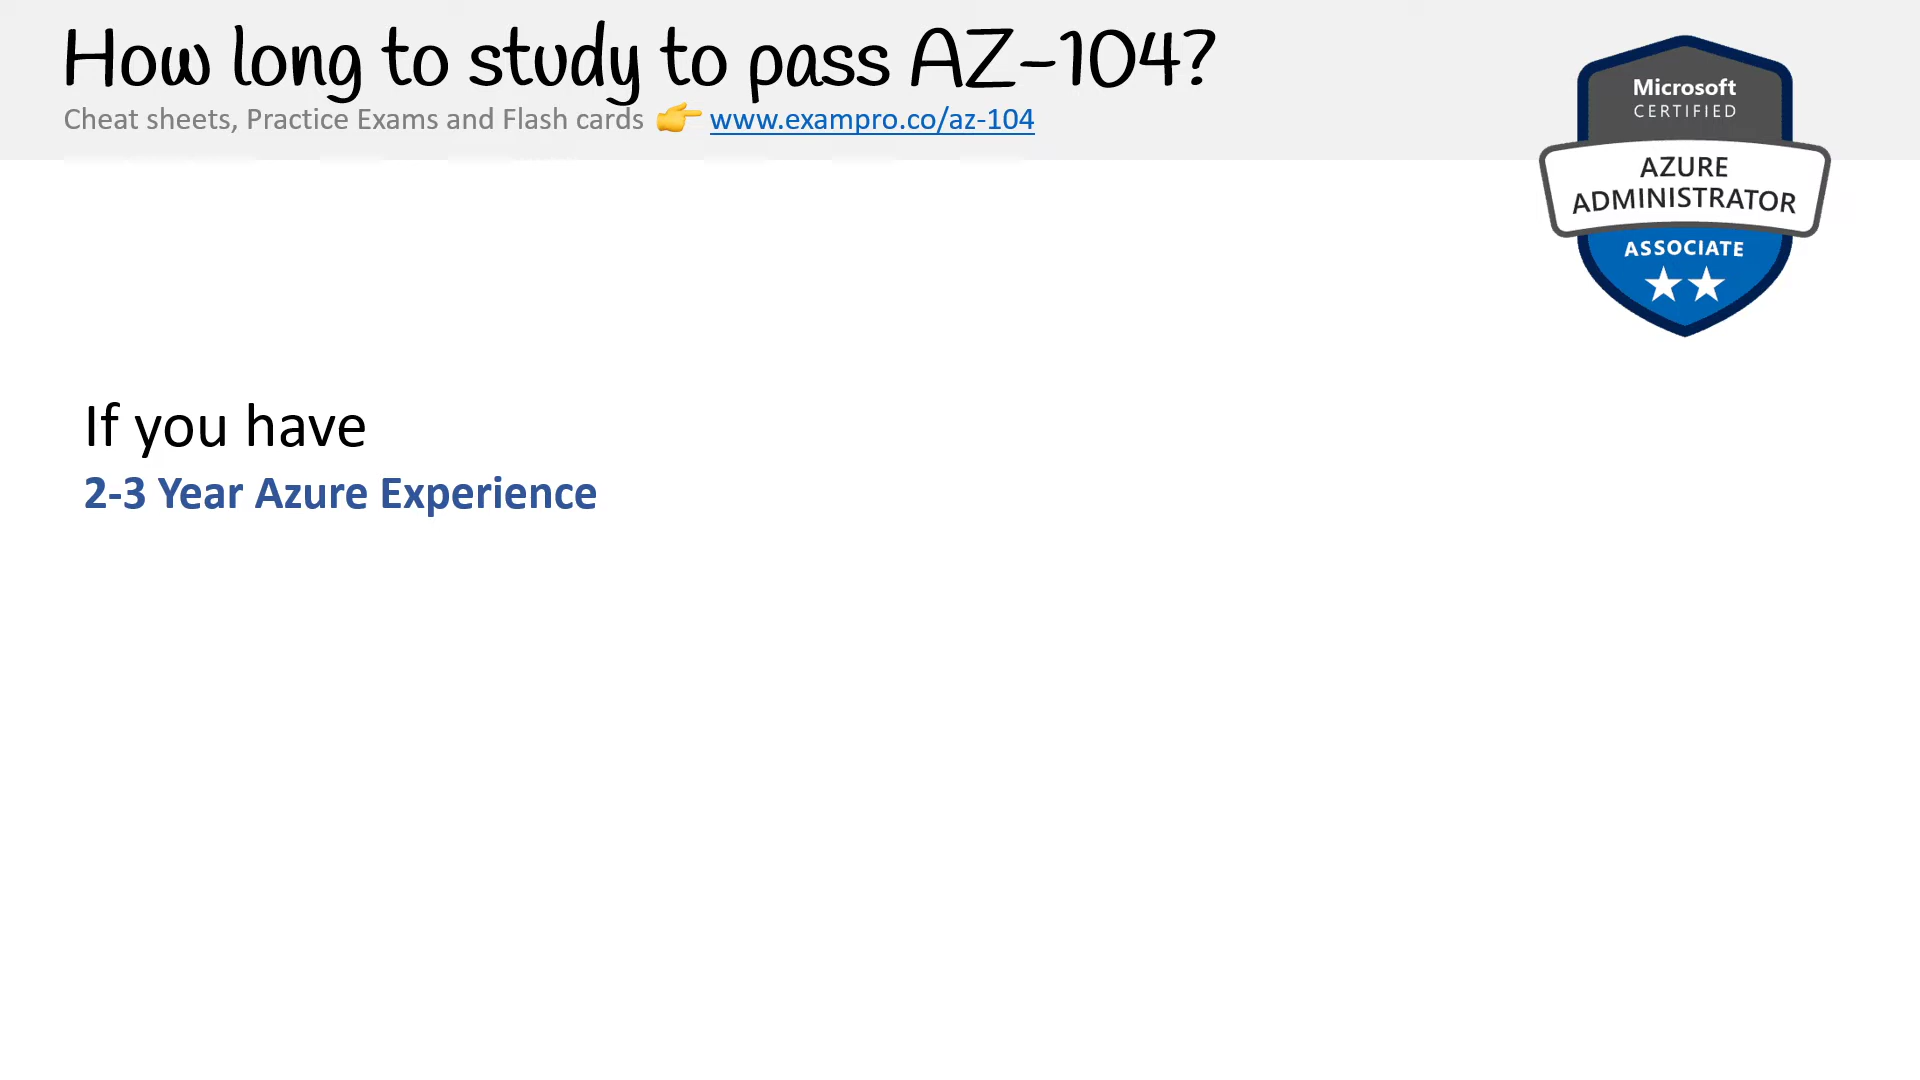 How long to study to pass AZ-104?
Cheat sheets, Practice Exams and Flash cards 👉 www.exampro.co/az-104
Microsoft
CERTIFIED
AZURE
ADMINISTRATOR
ASSOCIATE
If you have
2-3 Year Azure Experience